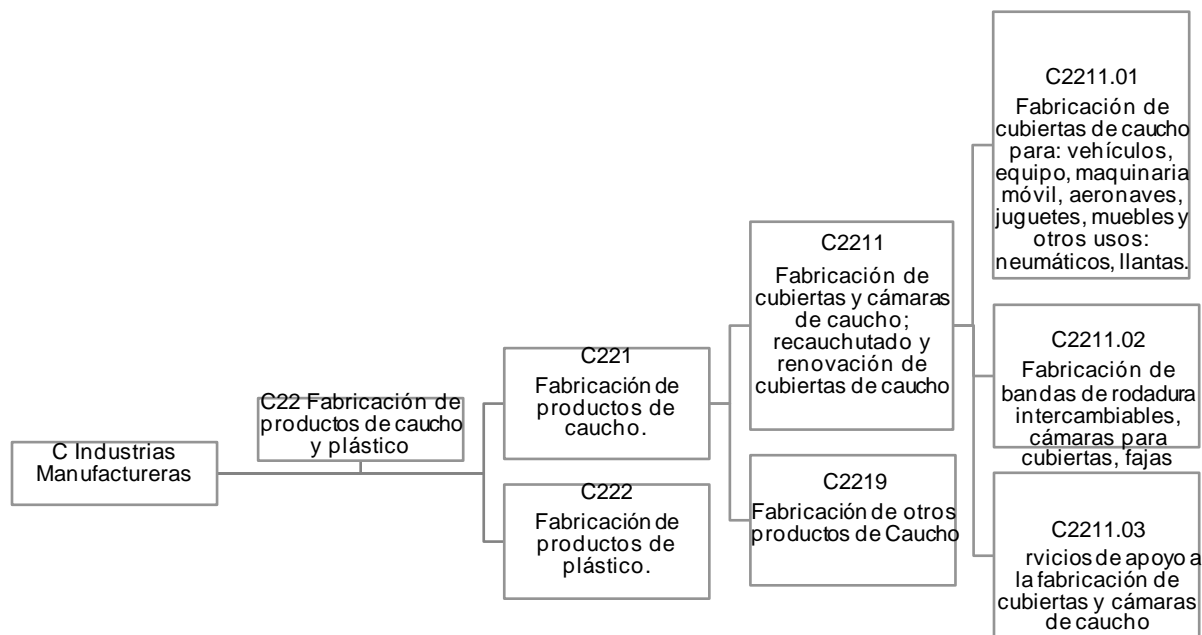 C Industrias
Manufactureras
C22 Fabricación de
productos de caucho
y plástico
C221
Fabricación de
productos de
caucho.
C222
Fabricación de
productos de
plástico.
C2211
Fabricación de
cubiertas y cámaras
de caucho;
recauchutado y
renovación de
cubiertas de caucho
C2219
Fabricación de otros
productos de Caucho
C2211.01
Fabricación de
cubiertas de caucho
para: vehículos,
equipo, maquinaria
móvil, aeronaves,
juguetes, muebles y
otros usos:
neumáticos, llantas.
C2211.02
Fabricación de
bandas de rodadura
intercambiables,
cámaras para
cubiertas, fajas
C2211.03
rvicios de apoyo a
la fabricación de
cubiertas y cámaras
de caucho